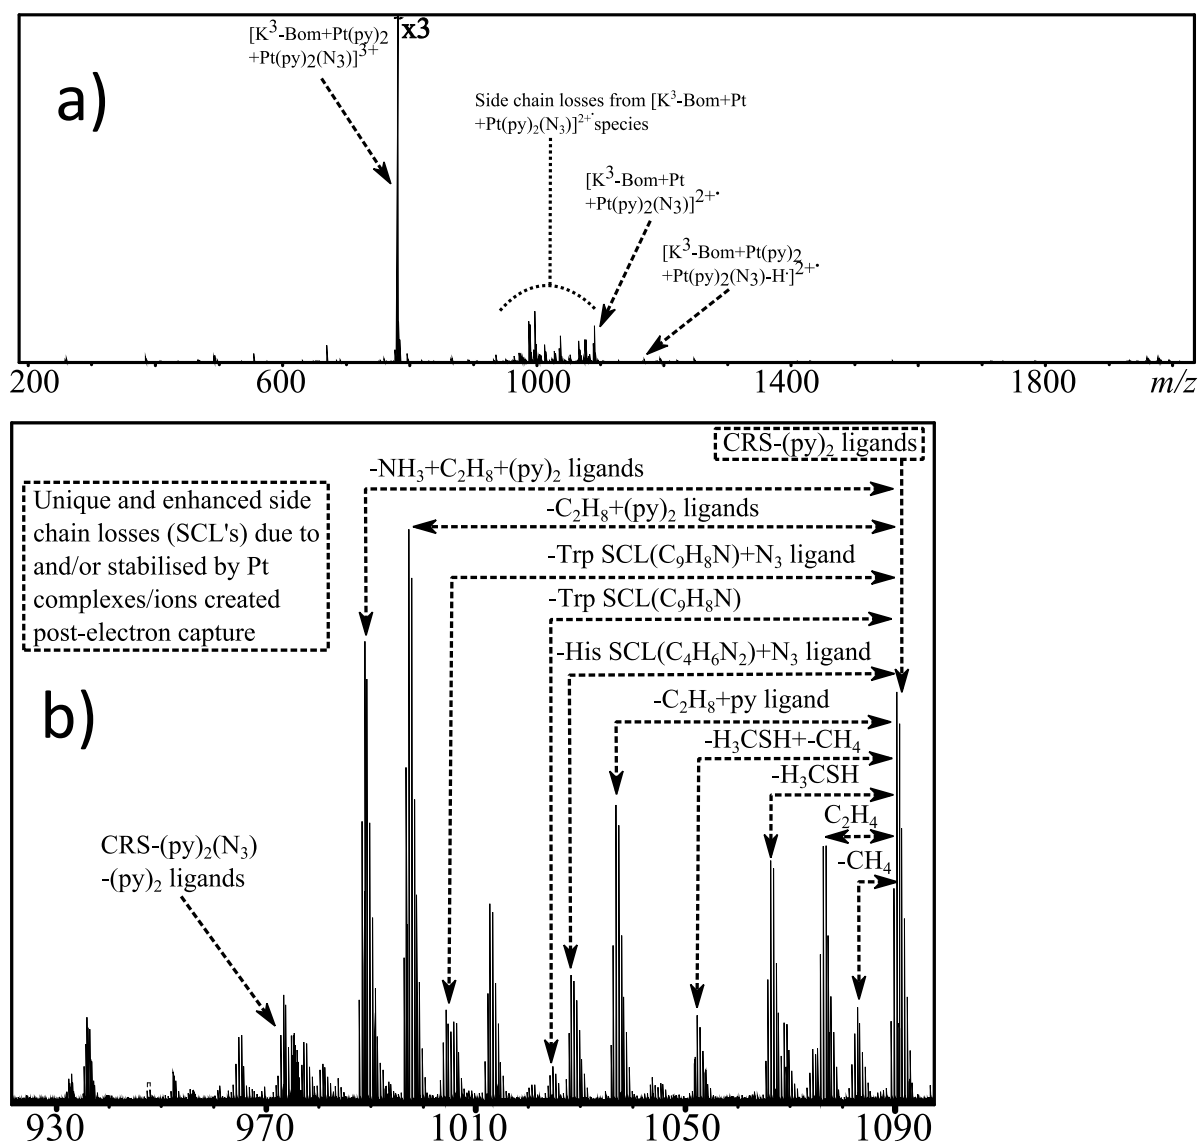 [K³-Bom+Pt(py)₂
+Pt(py)₂(N₃)]³⁺
x3
a)
Side chain losses from [K³-Bom+Pt
+Pt(py)₂(N₃)]²⁺˙species
[K³-Bom+Pt
+Pt(py)₂(N₃)]²⁺˙
[K³-Bom+Pt(py)₂
+Pt(py)₂(N₃)-H˙]²⁺˙
200 600 1000 1400 1800 m/z
CRS-(py)₂ ligands
-NH₃+C₂H₈+(py)₂ ligands
Unique and enhanced side
chain losses (SCL's) due to
and/or stabilised by Pt
complexes/ions created
post-electron capture
-C₂H₈+(py)₂ ligands
-Trp SCL(C₉H₈N)+N₃ ligand
-Trp SCL(C₉H₈N)
-His SCL(C₄H₆N₂)+N₃ ligand
b)
-C₂H₈+py ligand
-H₃CSH+-CH₄
-H₃CSH
C₂H₄
-CH₄
CRS-(py)₂(N₃)
-(py)₂ ligands
930 970 1010 1050 1090